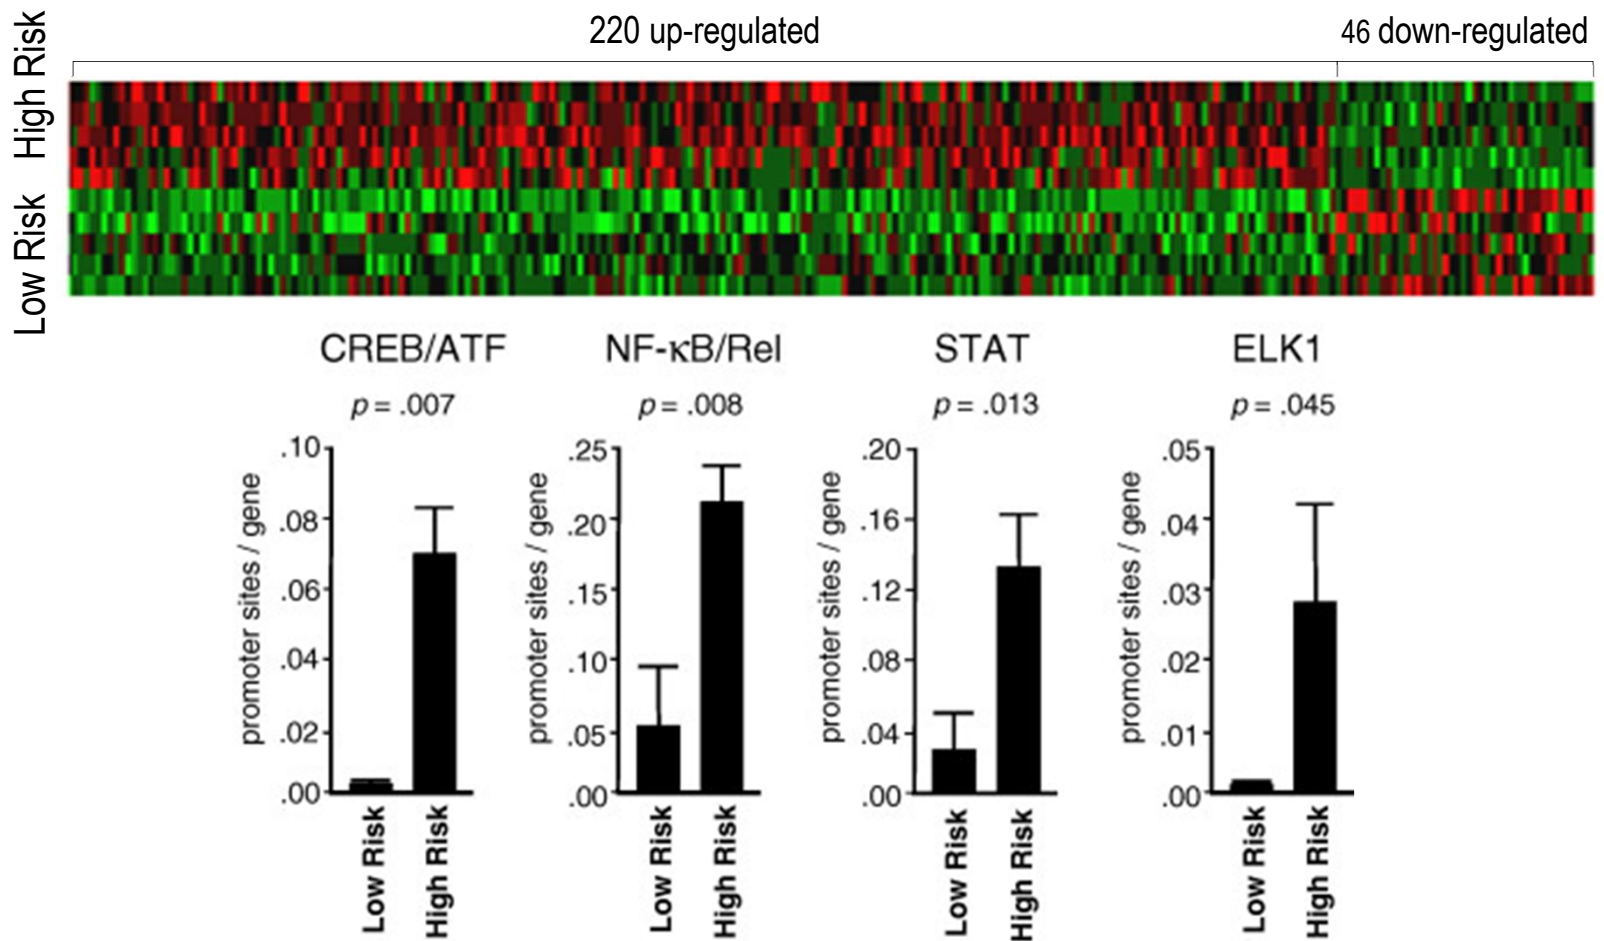 220 up-regulated
46 down-regulated
High Risk
Low Risk
CREB/ATF
p = .007
promoter sites / gene
.10
.08
.06
.04
.02
.00
Low Risk
High Risk
NF-κB/Rel
p = .008
promoter sites / gene
.25
.20
.15
.10
.05
.00
Low Risk
High Risk
STAT
p = .013
promoter sites / gene
.20
.16
.12
.08
.04
.00
Low Risk
High Risk
ELK1
p = .045
promoter sites / gene
.05
.04
.03
.02
.01
.00
Low Risk
High Risk